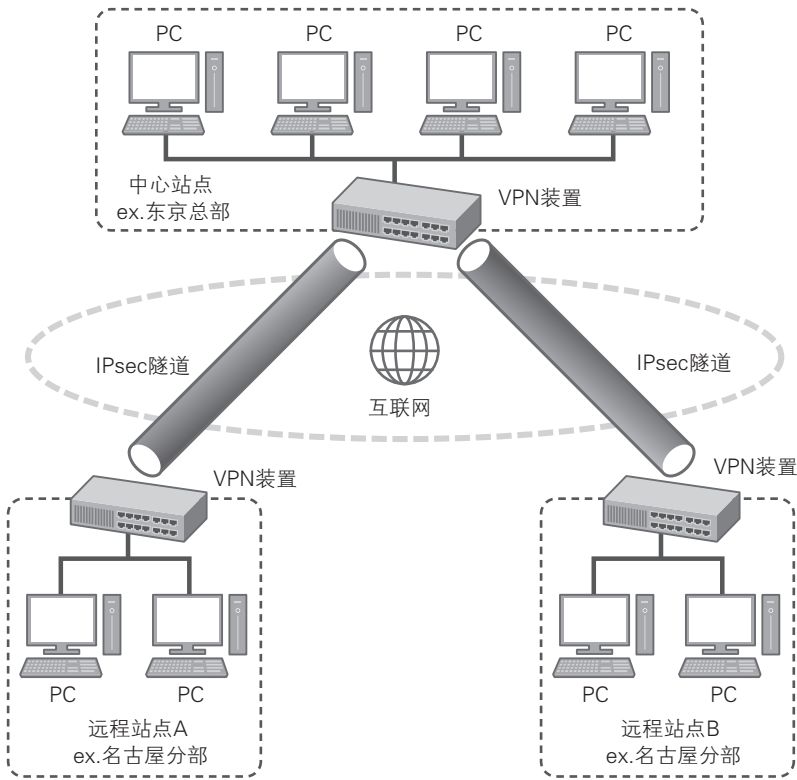 PC
PC
PC
PC
中心站点
ex.东京总部
VPN装置
IPsec隧道
互联网
IPsec隧道
VPN装置
VPN装置
PC
PC
远程站点A
ex.名古屋分部
PC
PC
远程站点B
ex.名古屋分部